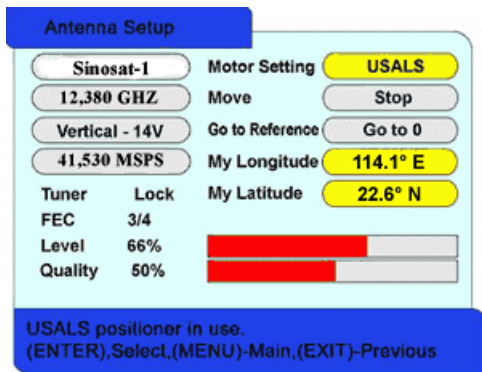 Antenna Setup
Sinosat-1
Motor Setting USALS
12,380 GHZ
Move Stop
Vertical - 14V
Go to Reference Go to 0
41,530 MSPS
My Longitude 114.1° E
My Latitude 22.6° N
Tuner Lock
FEC 3/4
Level 66%
Quality 50%
USALS positioner in use.
(ENTER),Select,(MENU)-Main,(EXIT)-Previous